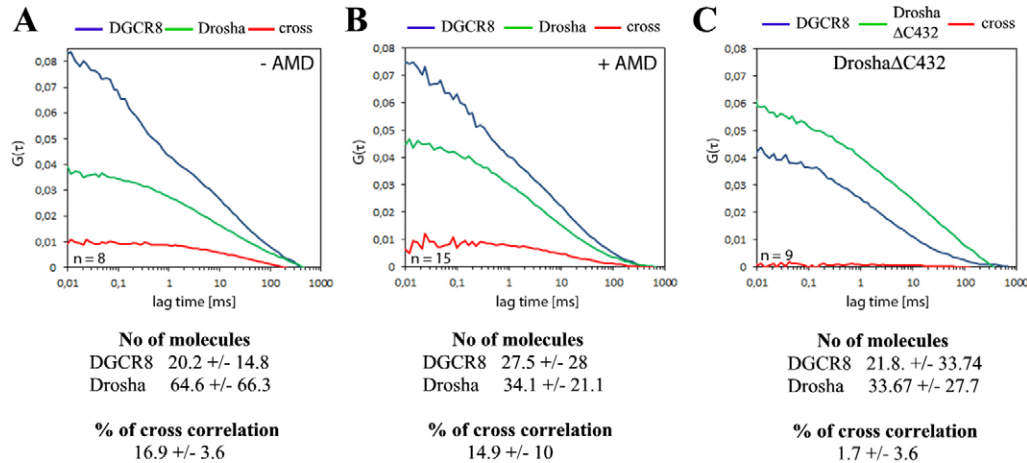 A
DGCR8 Drosha cross
- AMD
G(τ)
0,08
0,07
0,06
0,05
0,04
0,03
0,02
0,01
0
n = 8
0,01 0,1 1 10 100 1000
lag time [ms]
No of molecules
DGCR8 20.2 +/- 14.8
Drosha 64.6 +/- 66.3
% of cross correlation
16.9 +/- 3.6
B
DGCR8 Drosha cross
+ AMD
G(τ)
0,08
0,07
0,06
0,05
0,04
0,03
0,02
0,01
0
n = 15
0,01 0,1 1 10 100 1000
lag time [ms]
No of molecules
DGCR8 27.5 +/- 28
Drosha 34.1 +/- 21.1
% of cross correlation
14.9 +/- 10
C
DGCR8 Drosha ΔC432 cross
DroshaΔC432
G(τ)
0,08
0,07
0,06
0,05
0,04
0,03
0,02
0,01
0
n = 9
0,01 0,1 1 10 100 1000
lag time [ms]
No of molecules
DGCR8 21.8. +/- 33.74
Drosha 33.67 +/- 27.7
% of cross correlation
1.7 +/- 3.6